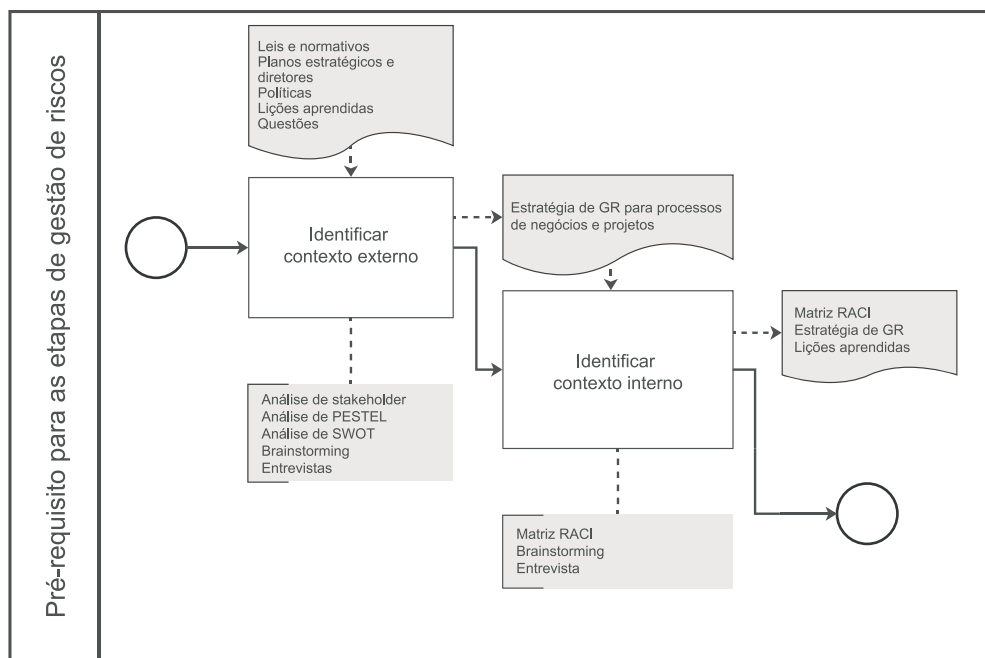 Pré-requisito para as etapas de gestão de riscos
Leis e normativos
Planos estratégicos e
diretores
Políticas
Lições aprendidas
Questões
Identificar
contexto externo
Estratégia de GR para processos
de negócios e projetos
Análise de stakeholder
Análise de PESTEL
Análise de SWOT
Brainstorming
Entrevistas
Identificar
contexto interno
Matriz RACI
Estratégia de GR
Lições aprendidas
Matriz RACI
Brainstorming
Entrevista